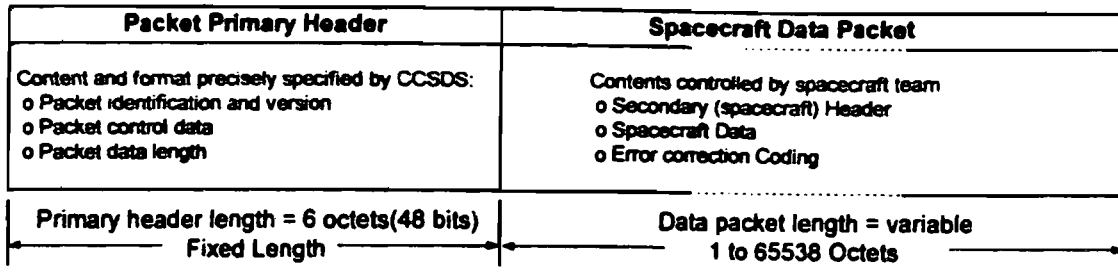 Packet Primary Header
Spacecraft Data Packet
Content and format precisely specified by CCSDS:
o Packet identification and version
o Packet control data
o Packet data length
Contents controlled by spacecraft team
o Secondary (spacecraft) Header
o Spacecraft Data
o Error correction Coding
Primary header length = 6 octets(48 bits)
Fixed Length
Data packet length = variable
1 to 65538 Octets